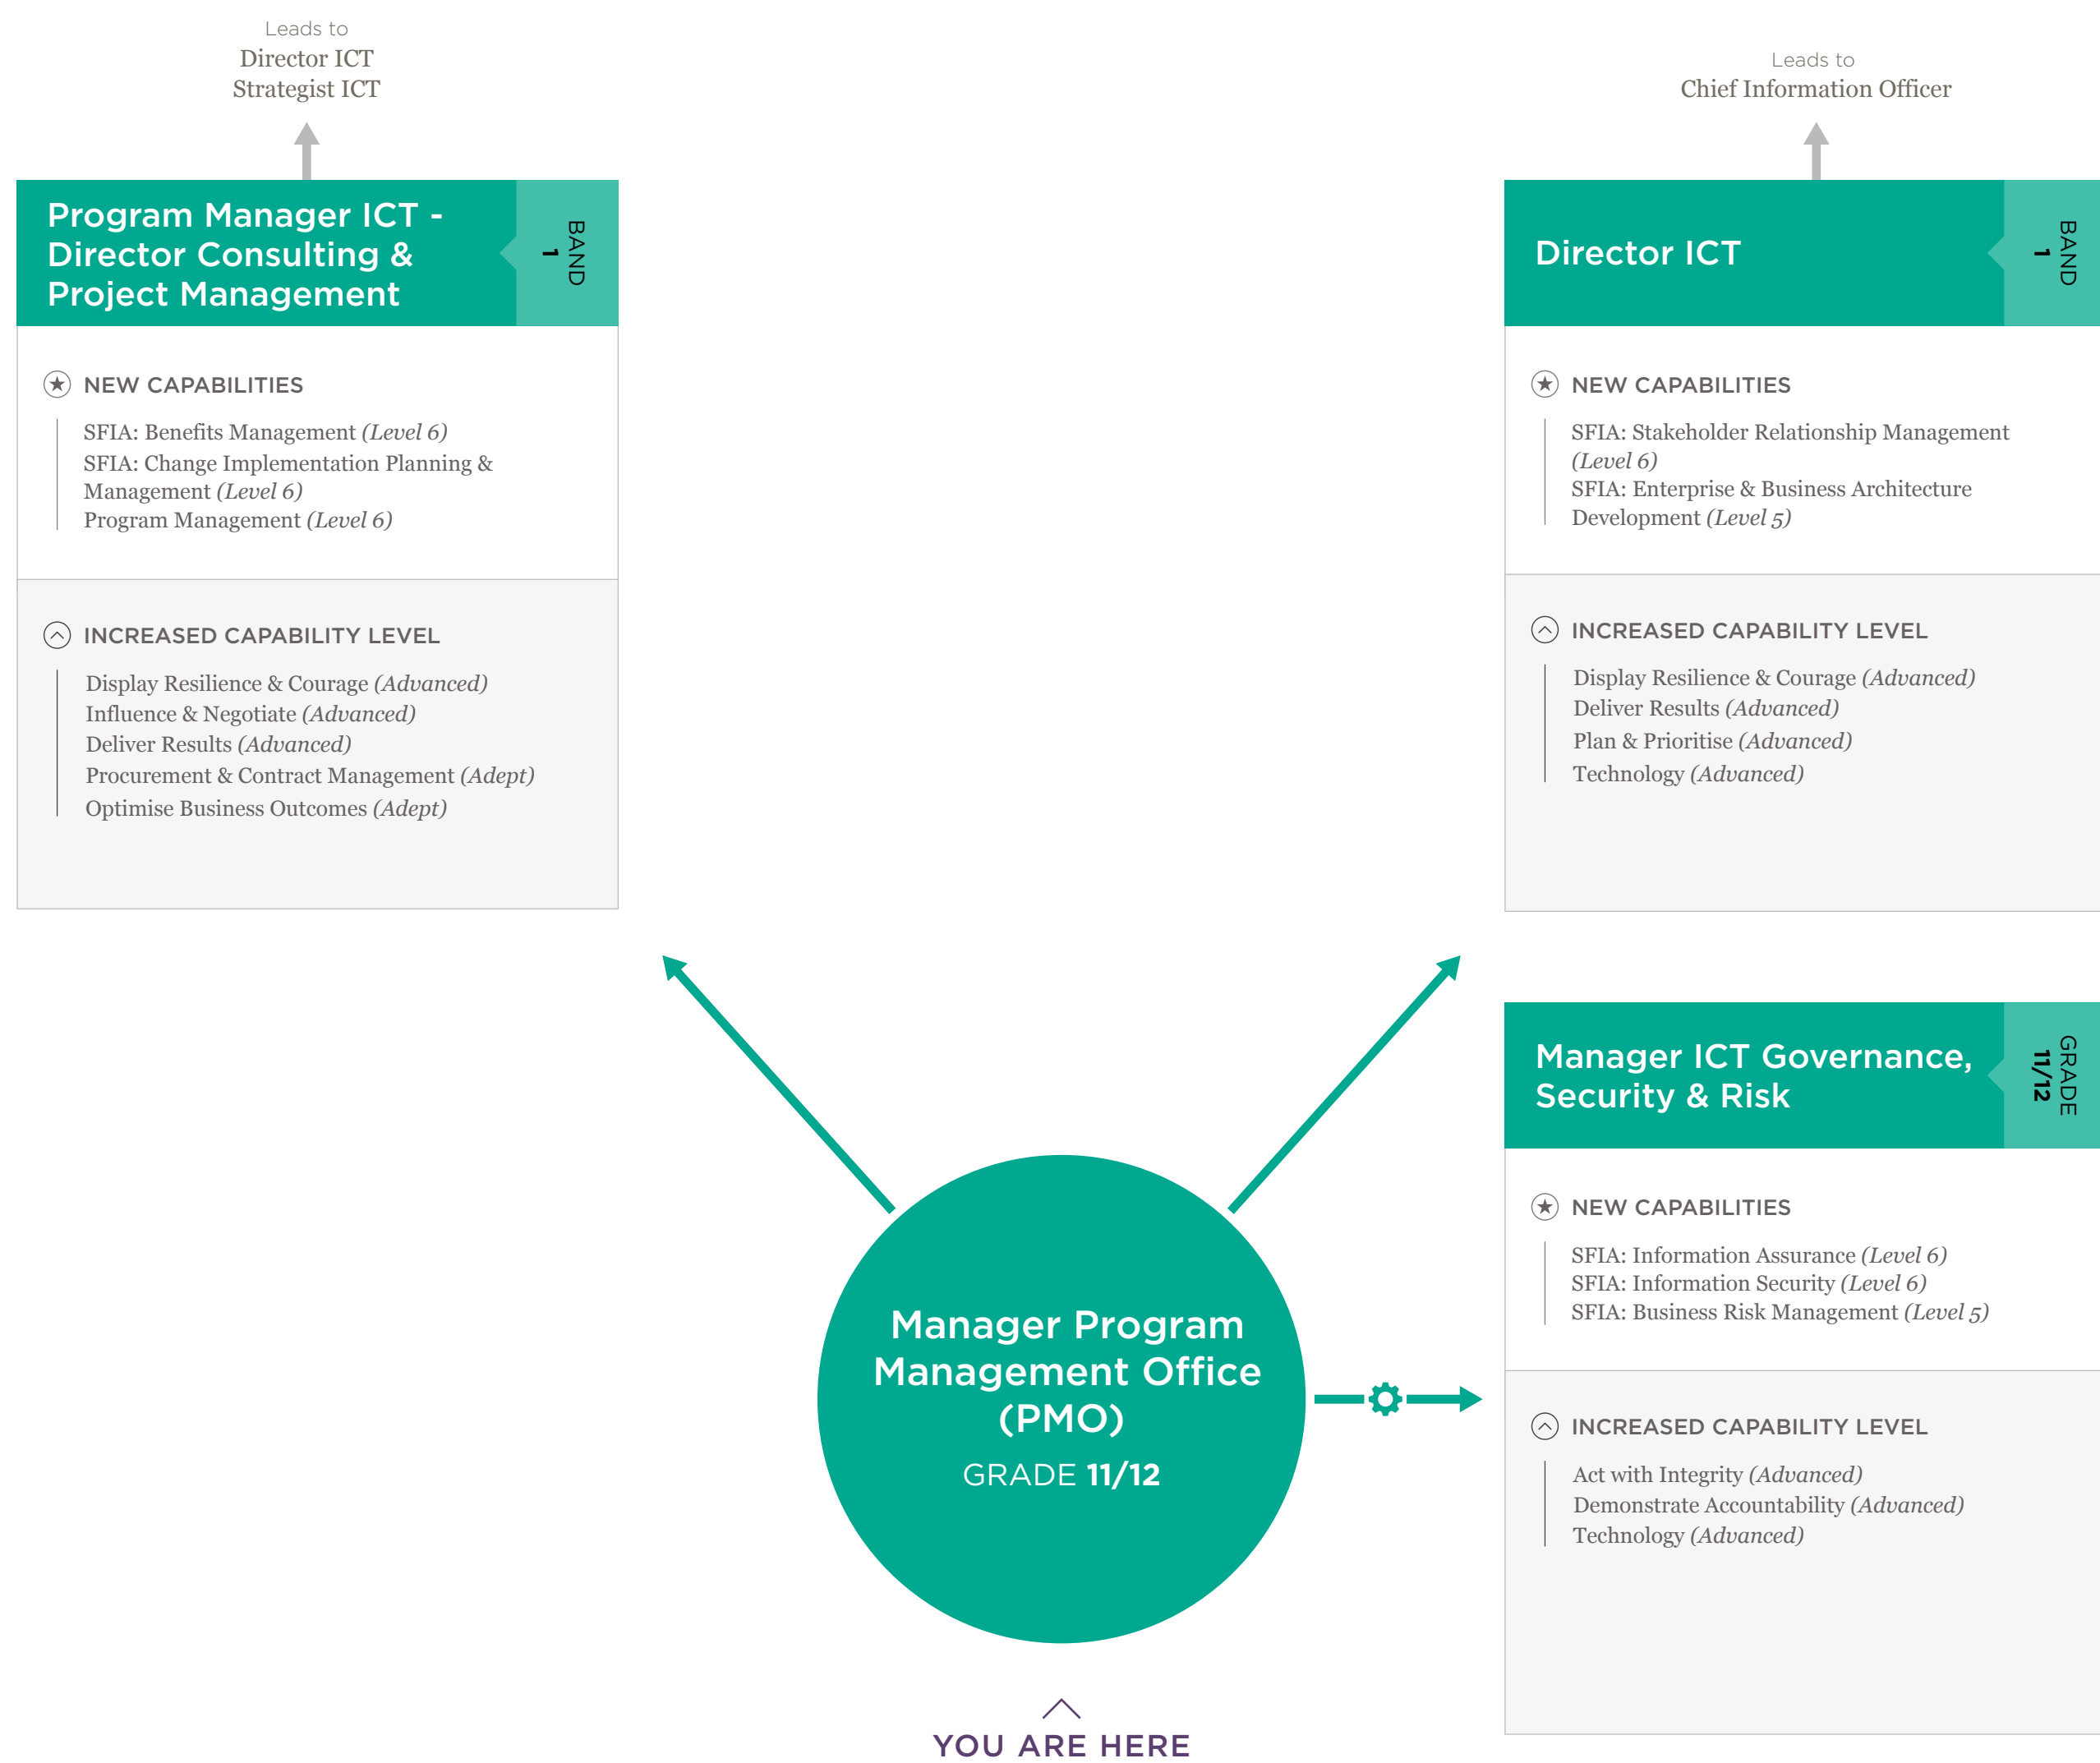 Leads to
Director ICT
Strategist ICT
Program Manager ICT -
Director Consulting &
Project Management
BAND
1
NEW CAPABILITIES
SFIA: Benefits Management (Level 6)
SFIA: Change Implementation Planning &
Management (Level 6)
Program Management (Level 6)
INCREASED CAPABILITY LEVEL
Display Resilience & Courage (Advanced)
Influence & Negotiate (Advanced)
Deliver Results (Advanced)
Procurement & Contract Management (Adept)
Optimise Business Outcomes (Adept)
Leads to
Chief Information Officer
Director ICT
BAND
1
NEW CAPABILITIES
SFIA: Stakeholder Relationship Management
(Level 6)
SFIA: Enterprise & Business Architecture
Development (Level 5)
INCREASED CAPABILITY LEVEL
Display Resilience & Courage (Advanced)
Deliver Results (Advanced)
Plan & Prioritise (Advanced)
Technology (Advanced)
Manager ICT Governance,
Security & Risk
GRADE
11/12
NEW CAPABILITIES
SFIA: Information Assurance (Level 6)
SFIA: Information Security (Level 6)
SFIA: Business Risk Management (Level 5)
INCREASED CAPABILITY LEVEL
Act with Integrity (Advanced)
Demonstrate Accountability (Advanced)
Technology (Advanced)
Manager Program
Management Office
(PMO)
GRADE 11/12
YOU ARE HERE